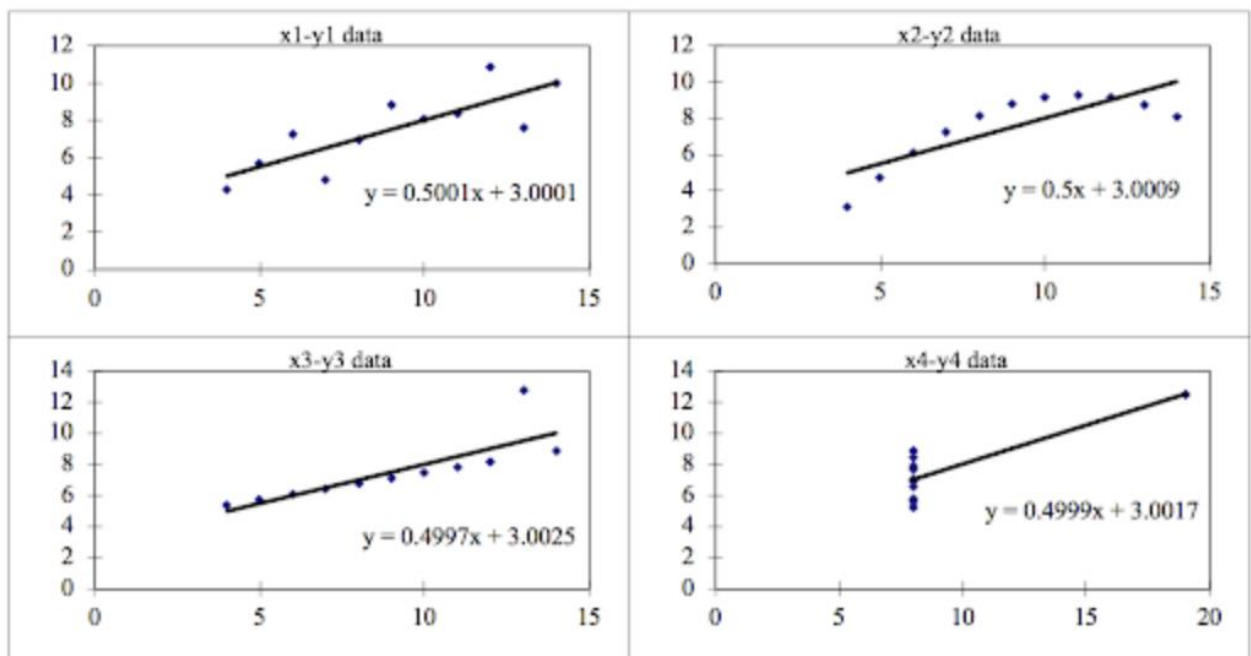 x1-y1 data
12
10
8
6
4
2
0
y = 0.5001x + 3.0001
0 5 10 15
x2-y2 data
12
10
8
6
4
2
0
y = 0.5x + 3.0009
0 5 10 15
x3-y3 data
14
12
10
8
6
4
2
0
y = 0.4997x + 3.0025
0 5 10 15
x4-y4 data
14
12
10
8
6
4
2
0
y = 0.4999x + 3.0017
0 5 10 15 20